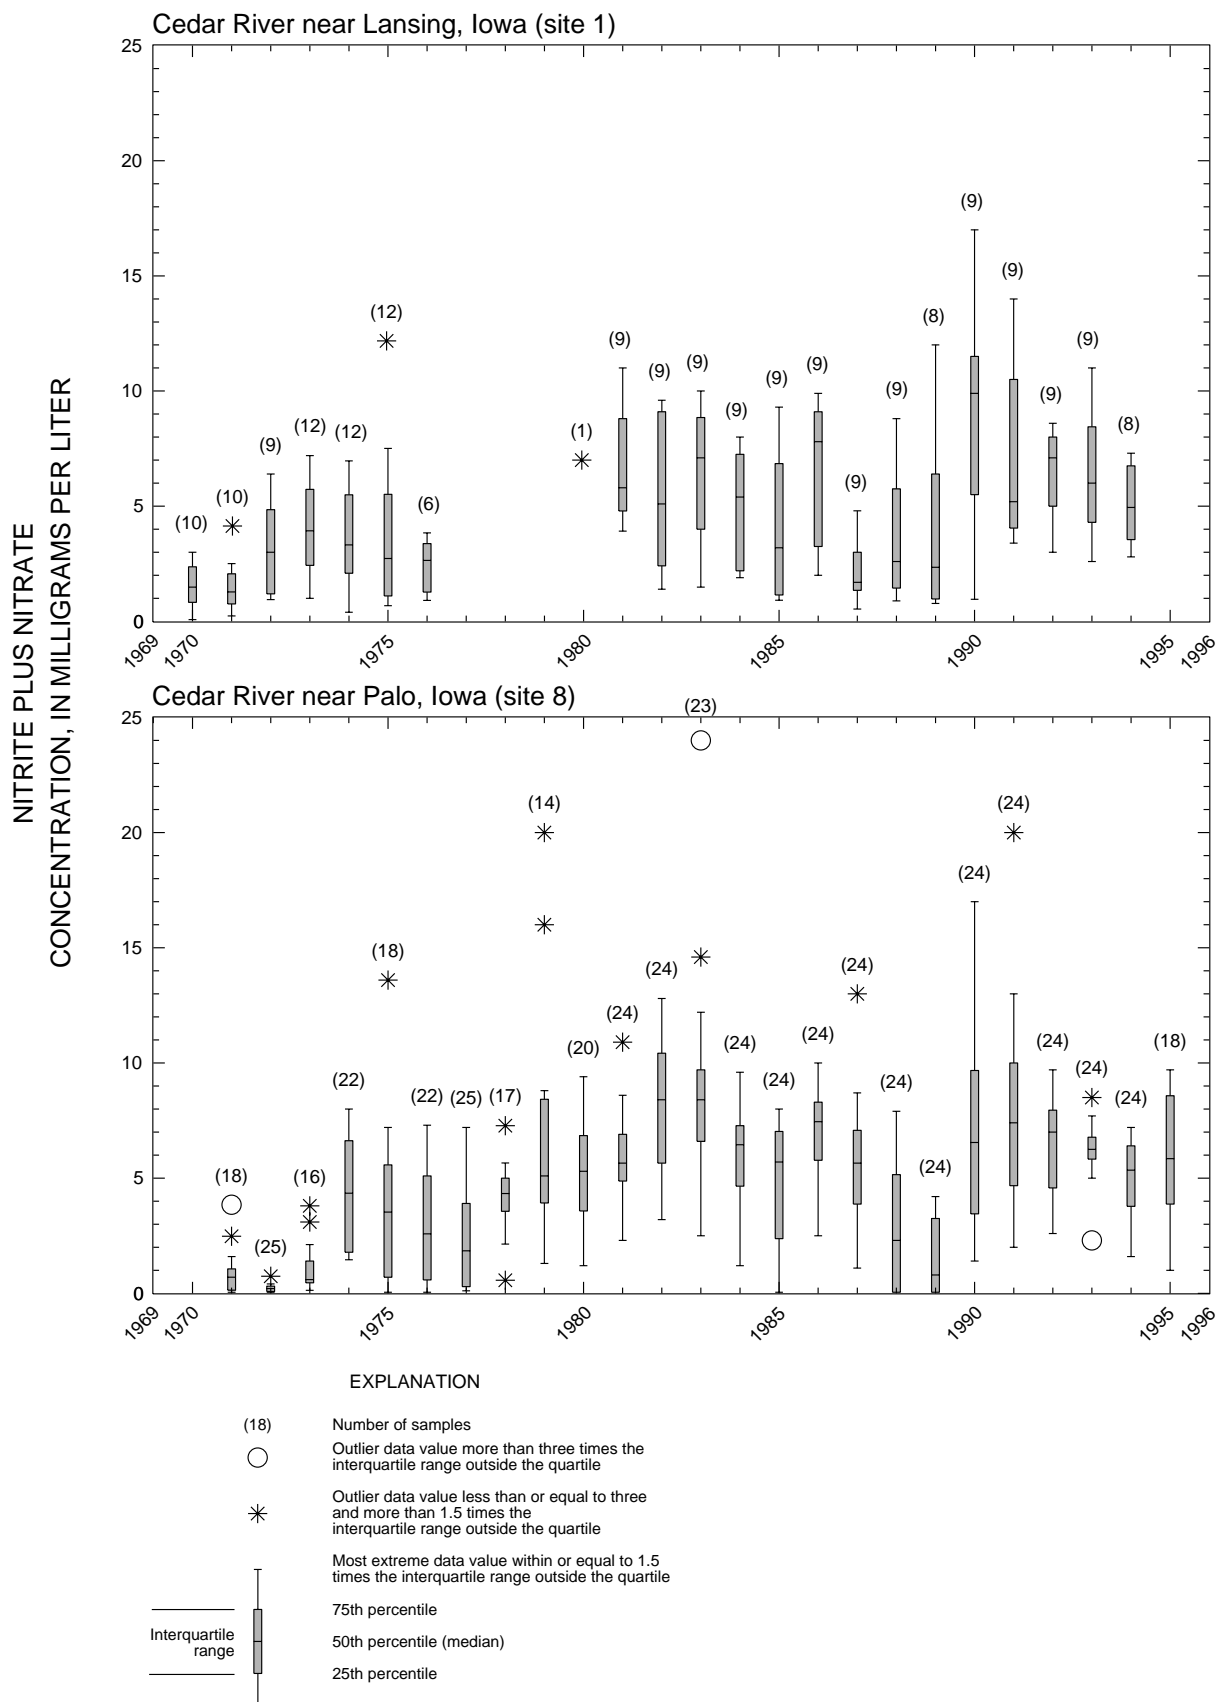 Cedar River near Lansing, Iowa (site 1)
NITRITE PLUS NITRATE
CONCENTRATION, IN MILLIGRAMS PER LITER
25
20
15
10
5
0
(10) (10) (9) (12) (12) (12) (6) (1) (9) (9) (9) (9) (9) (9) (9) (9) (8) (9) (9) (9) (9) (8)
1969 1970 1975 1980 1985 1990 1995 1996
Cedar River near Palo, Iowa (site 8)
25
20
15
10
5
0
(18) (25) (16) (22) (18) (22) (25) (17) (14) (20) (24) (24) (23) (24) (24) (24) (24) (24) (24) (24) (24) (24) (24) (24) (18)
1969 1970 1975 1980 1985 1990 1995 1996
EXPLANATION
(18) Number of samples
Outlier data value more than three times the
interquartile range outside the quartile
Outlier data value less than or equal to three
and more than 1.5 times the
interquartile range outside the quartile
Most extreme data value within or equal to 1.5
times the interquartile range outside the quartile
75th percentile
Interquartile
range
50th percentile (median)
25th percentile